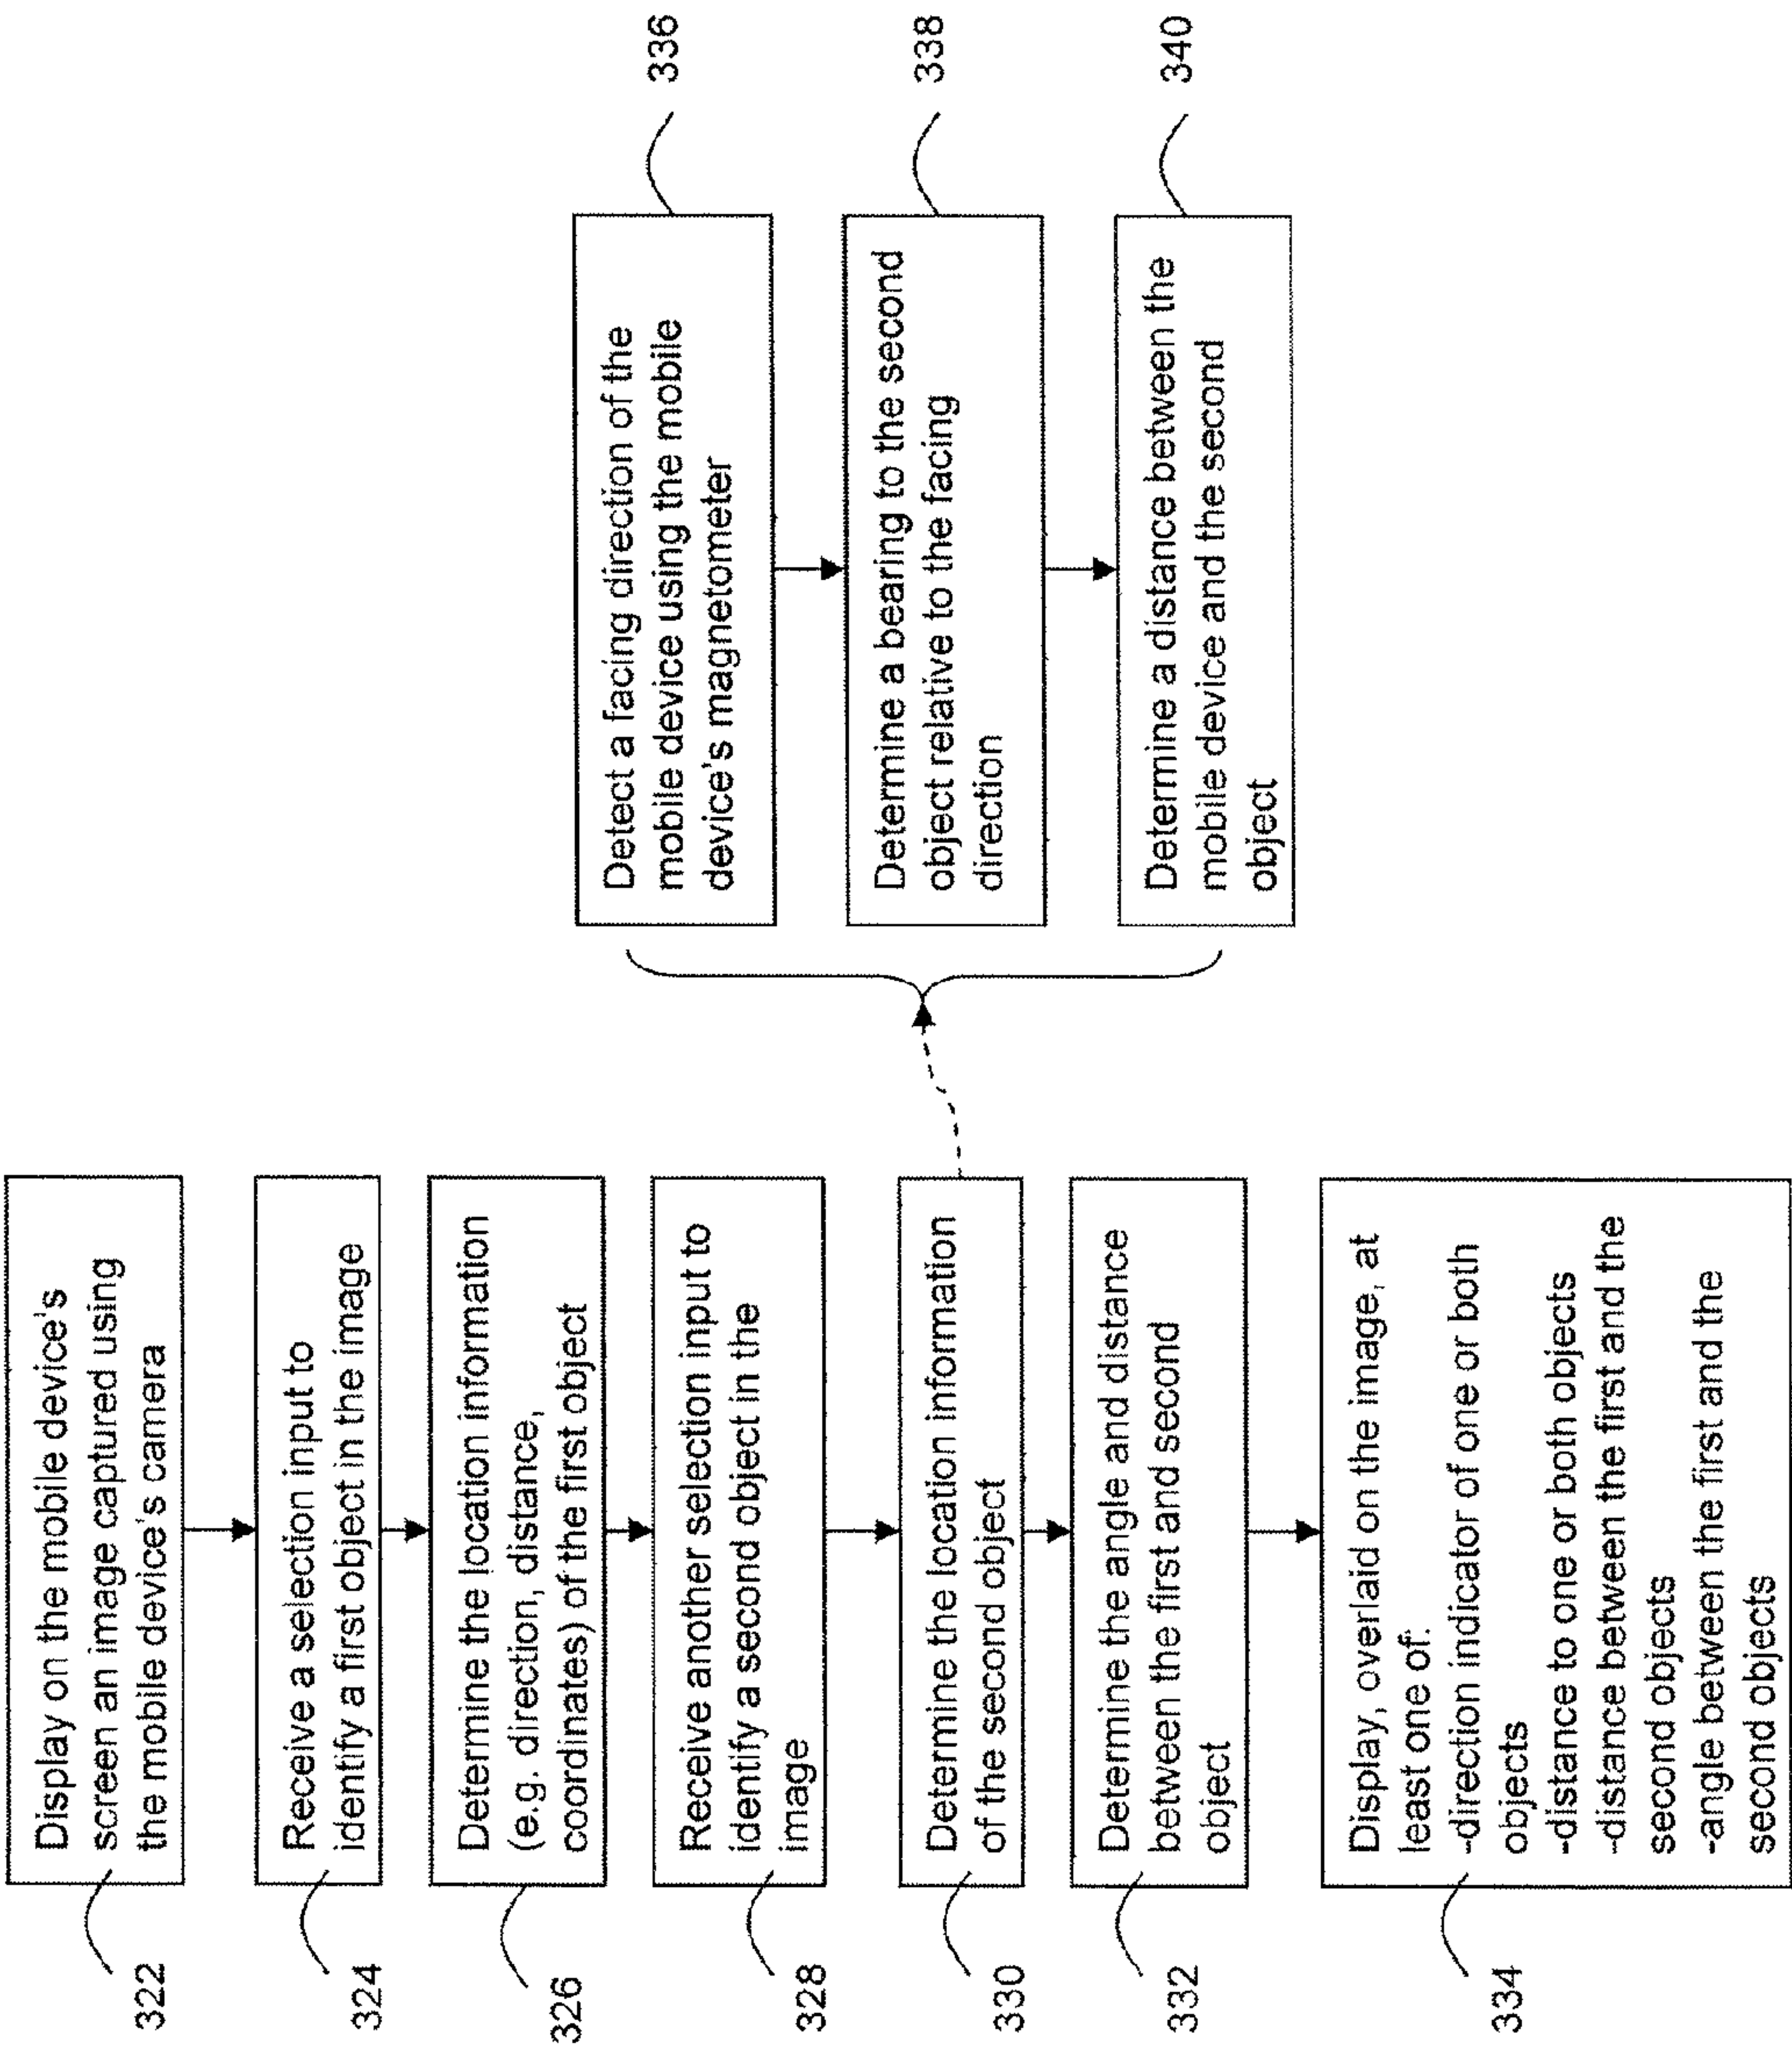 322
Display on the mobile device's
screen an image captured using
the mobile device's camera
324
Receive a selection input to
identify a first object in the image
326
Determine the location information
(e.g. direction, distance,
coordinates) of the first object
328
Receive another selection input to
identify a second object in the
image
330
Determine the location information
of the second object
332
Determine the angle and distance
between the first and second
object
334
Display, overlaid on the image, at
least one of:
-direction indicator of one or both
objects
-distance to one or both objects
-distance between the first and the
second objects
-angle between the first and the
second objects
Detect a facing direction of the
mobile device using the mobile
device's magnetometer
336
Determine a bearing to the second
object relative to the facing
direction
338
Determine a distance between the
mobile device and the second
object
340